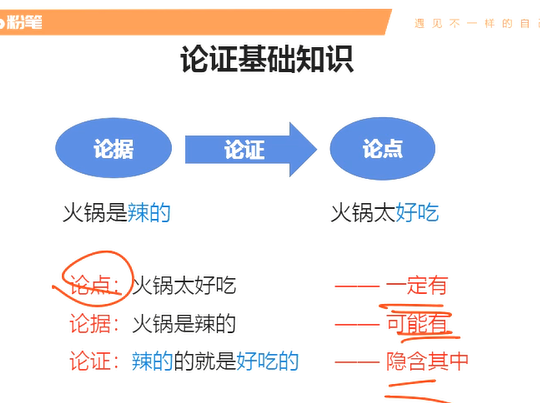 粉笔
遇见不一样的自己
论证基础知识
论据 论证 论点
火锅是辣的 火锅太好吃
论点：火锅太好吃 —— 一定有
论据：火锅是辣的 —— 可能有
论证：辣的的就是好吃的 —— 隐含其中